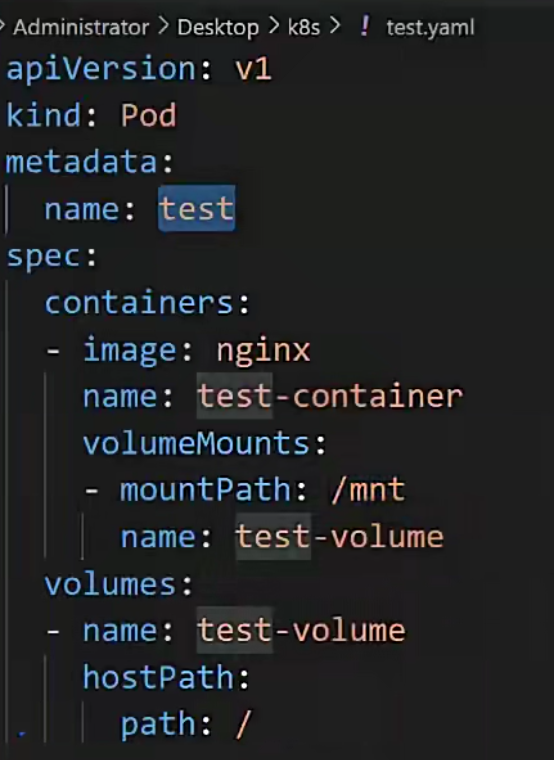 Administrator > Desktop > k8s > ! test.yaml
apiVersion: v1
kind: Pod
metadata:
  name: test
spec:
  containers:
  - image: nginx
    name: test-container
    volumeMounts:
    - mountPath: /mnt
      name: test-volume
  volumes:
  - name: test-volume
    hostPath:
      path: /